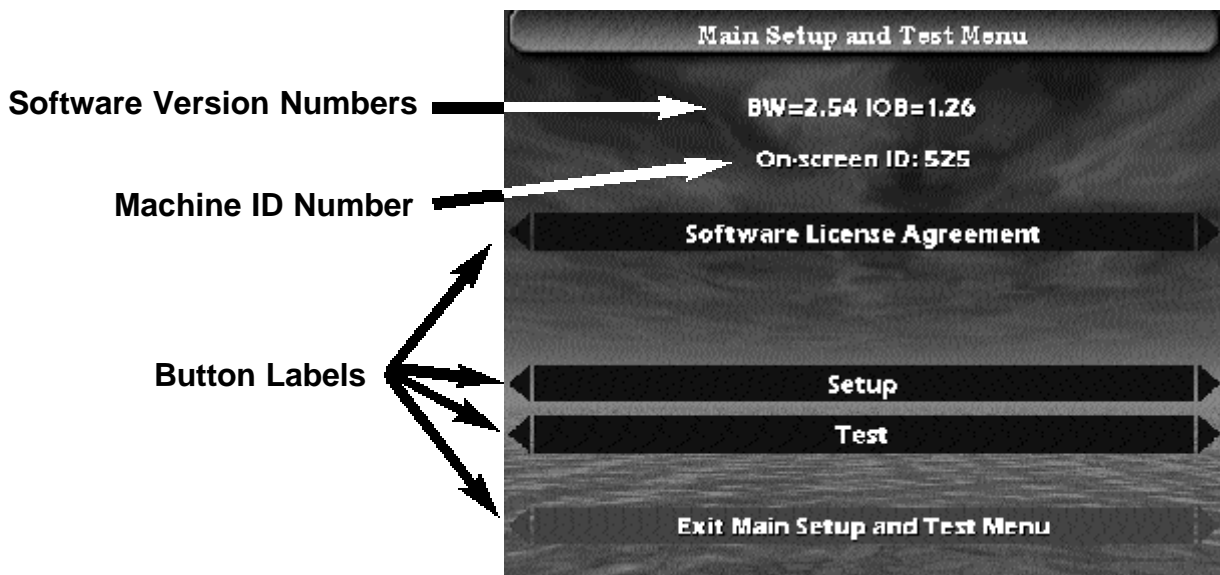 Main Setup and Test Menu
Software Version Numbers
BW=2.54 IOB=1.26
On-screen ID: 525
Machine ID Number
Software License Agreement
Button Labels
Setup
Test
Exit Main Setup and Test Menu